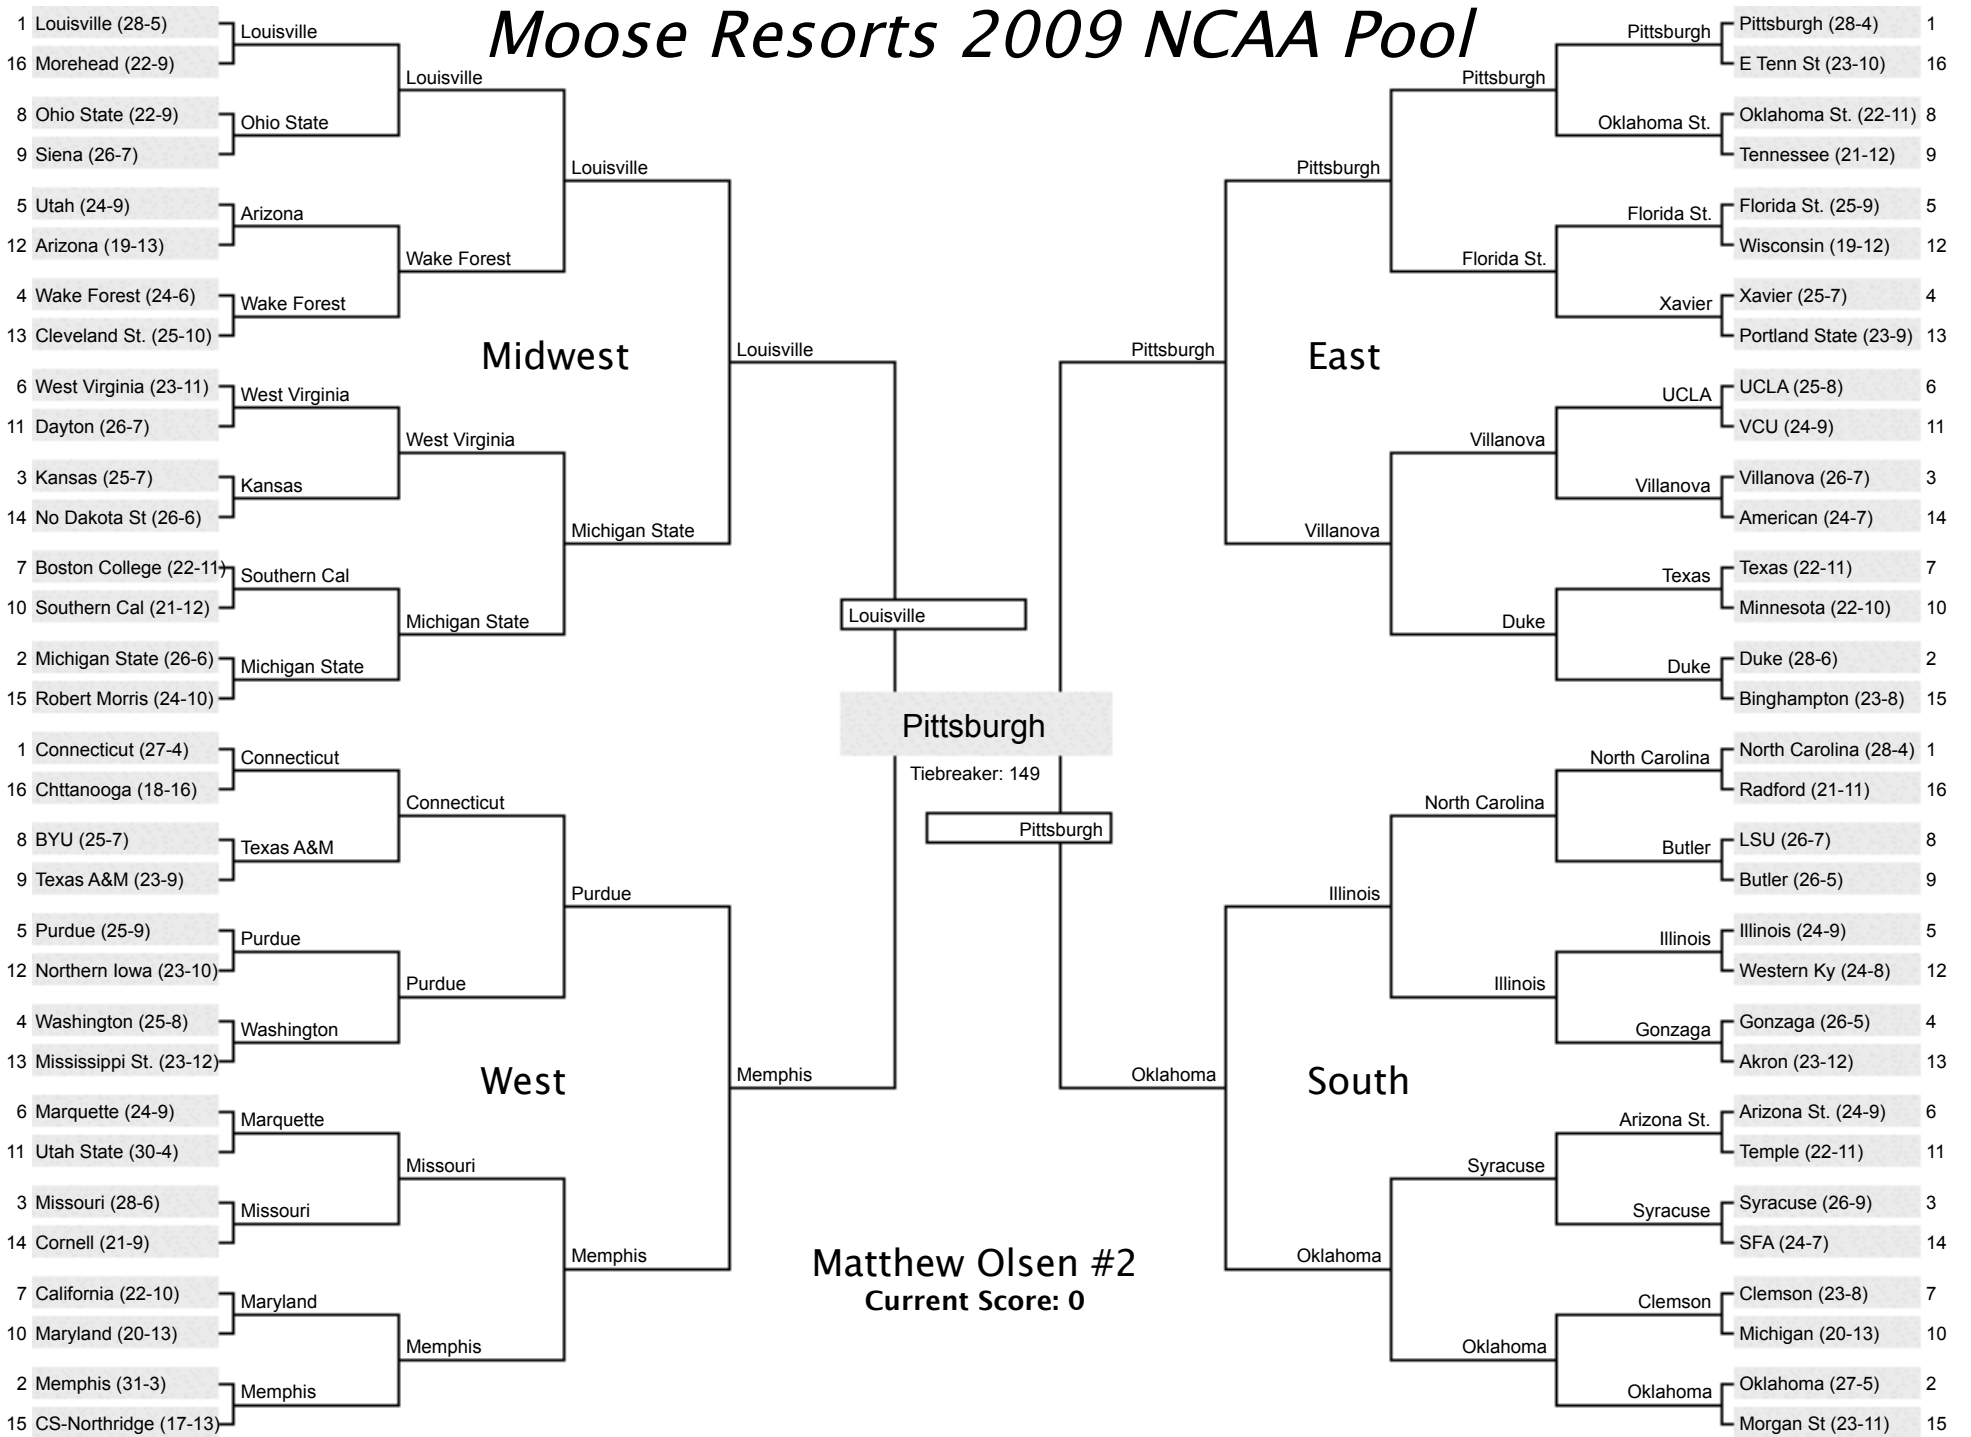 Moose Resorts 2009 NCAA Pool
1 Louisville (28-5)
16 Morehead (22-9)
8 Ohio State (22-9)
9 Siena (26-7)
5 Utah (24-9)
12 Arizona (19-13)
4 Wake Forest (24-6)
13 Cleveland St. (25-10)
6 West Virginia (23-11)
11 Dayton (26-7)
3 Kansas (25-7)
14 No Dakota St (26-6)
7 Boston College (22-11)
10 Southern Cal (21-12)
2 Michigan State (26-6)
15 Robert Morris (24-10)
Louisville
Ohio State
Arizona
Wake Forest
West Virginia
Kansas
Southern Cal
Michigan State
Louisville
Wake Forest
West Virginia
Michigan State
Louisville
Michigan State
Louisville
Midwest
1 Connecticut (27-4)
16 Chttanooga (18-16)
8 BYU (25-7)
9 Texas A&M (23-9)
5 Purdue (25-9)
12 Northern Iowa (23-10)
4 Washington (25-8)
13 Mississippi St. (23-12)
6 Marquette (24-9)
11 Utah State (30-4)
3 Missouri (28-6)
14 Cornell (21-9)
7 California (22-10)
10 Maryland (20-13)
2 Memphis (31-3)
15 CS-Northridge (17-13)
Connecticut
Texas A&M
Purdue
Washington
Marquette
Missouri
Maryland
Memphis
Connecticut
Purdue
Missouri
Memphis
Purdue
Memphis
Memphis
West
Louisville
Pittsburgh
Tiebreaker: 149
Pittsburgh
Matthew Olsen #2
Current Score: 0
Pittsburgh (28-4) 1
E Tenn St (23-10) 16
Oklahoma St. (22-11) 8
Tennessee (21-12) 9
Florida St. (25-9) 5
Wisconsin (19-12) 12
Xavier (25-7) 4
Portland State (23-9) 13
UCLA (25-8) 6
VCU (24-9) 11
Villanova (26-7) 3
American (24-7) 14
Texas (22-11) 7
Minnesota (22-10) 10
Duke (28-6) 2
Binghampton (23-8) 15
Pittsburgh
Oklahoma St.
Florida St.
Xavier
UCLA
Villanova
Texas
Duke
Pittsburgh
Florida St.
Villanova
Duke
Pittsburgh
Villanova
Pittsburgh
East
North Carolina (28-4) 1
Radford (21-11) 16
LSU (26-7) 8
Butler (26-5) 9
Illinois (24-9) 5
Western Ky (24-8) 12
Gonzaga (26-5) 4
Akron (23-12) 13
Arizona St. (24-9) 6
Temple (22-11) 11
Syracuse (26-9) 3
SFA (24-7) 14
Clemson (23-8) 7
Michigan (20-13) 10
Oklahoma (27-5) 2
Morgan St (23-11) 15
North Carolina
Butler
Illinois
Gonzaga
Arizona St.
Syracuse
Clemson
Oklahoma
North Carolina
Illinois
Syracuse
Oklahoma
Illinois
Oklahoma
Oklahoma
South